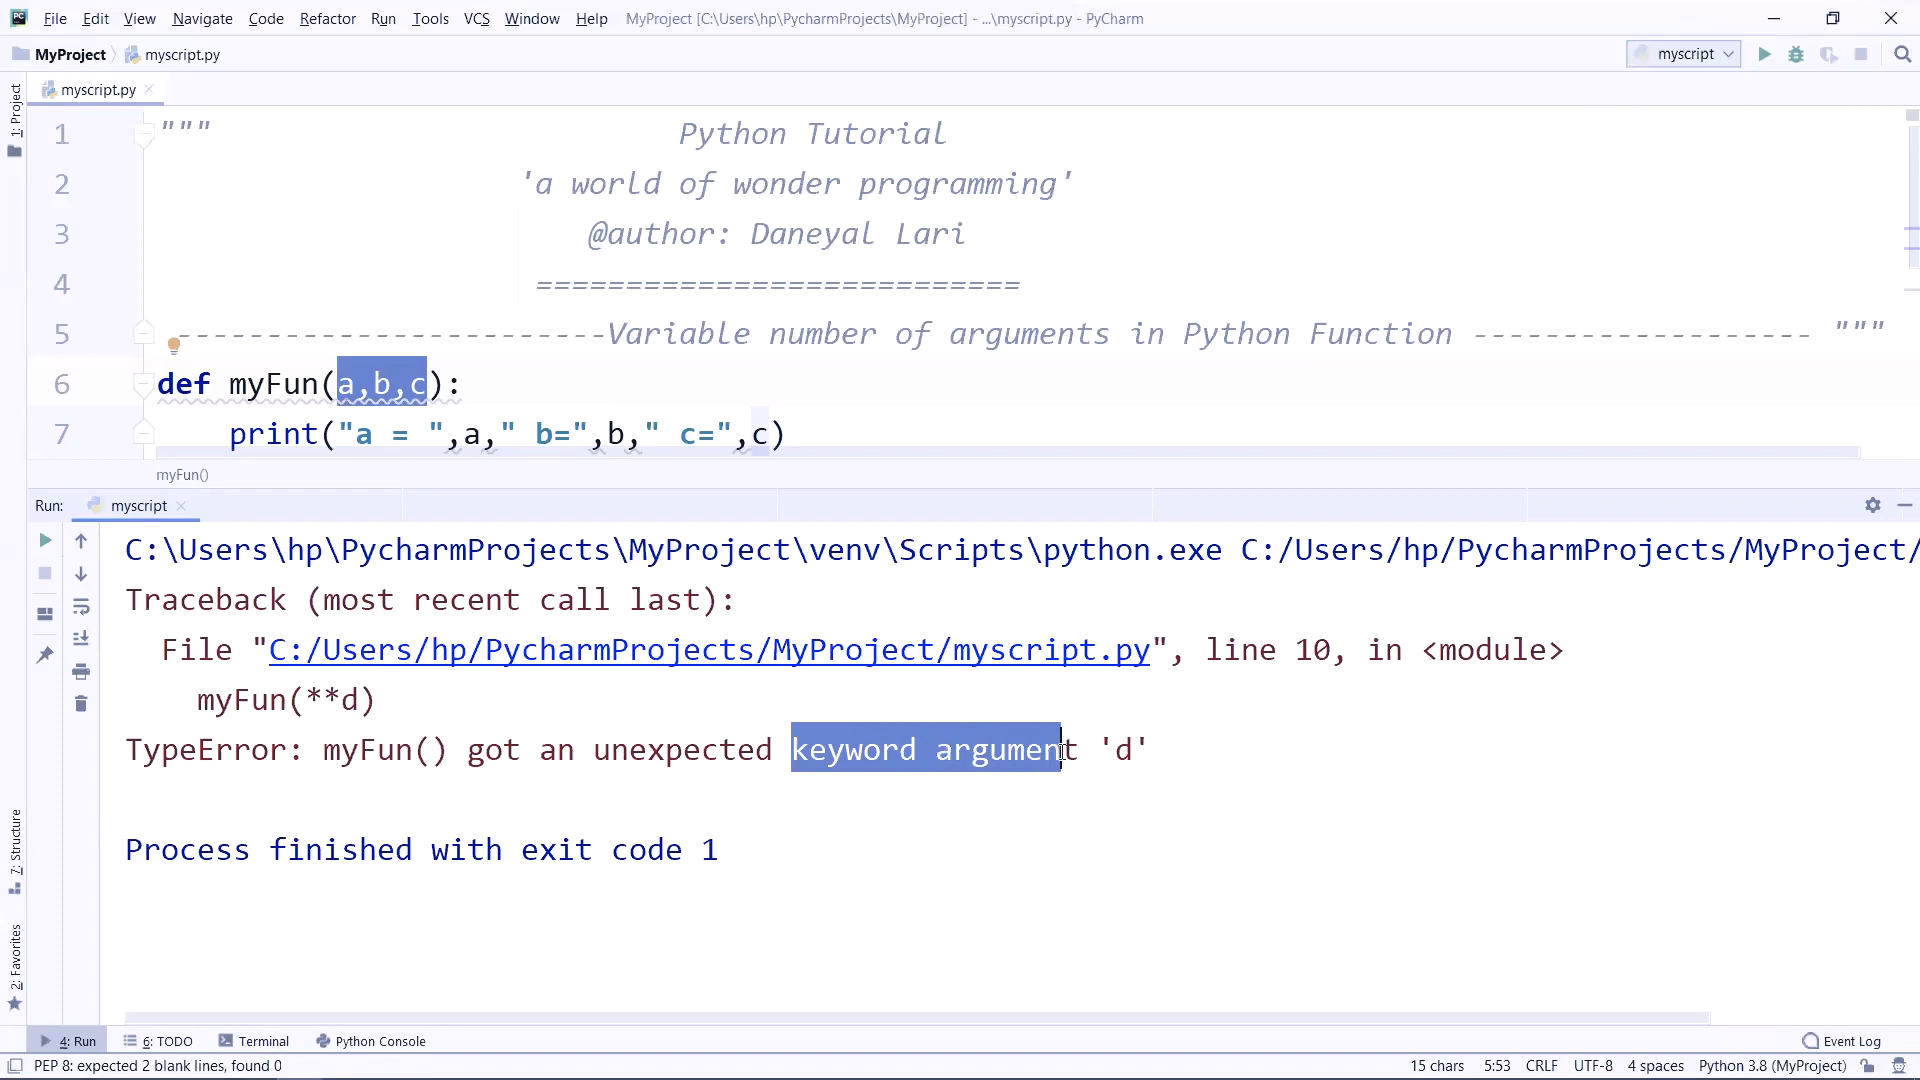 File Edit View Navigate Code Refactor Run Tools VCS Window Help MyProject [C:\Users\hp\PycharmProjects\MyProject] - ...\myscript.py - PyCharm
MyProject myscript.py myscript
myscript.py
1: Project
1 """ Python Tutorial
2 'a world of wonder programming'
3 @author: Daneyal Lari
4 ===========================
5 ------------------------Variable number of arguments in Python Function ------------------- """
6 def myFun(a,b,c):
7 print("a = ",a," b=",b," c=",c)
myFun()
Run: myscript
C:\Users\hp\PycharmProjects\MyProject\venv\Scripts\python.exe C:/Users/hp/PycharmProjects/MyProject/
Traceback (most recent call last):
File "C:/Users/hp/PycharmProjects/MyProject/myscript.py", line 10, in <module>
myFun(**d)
TypeError: myFun() got an unexpected keyword argument 'd'
Process finished with exit code 1
7: Structure
2: Favorites
4: Run 6: TODO Terminal Python Console Event Log
PEP 8: expected 2 blank lines, found 0 15 chars 5:53 CRLF UTF-8 4 spaces Python 3.8 (MyProject)